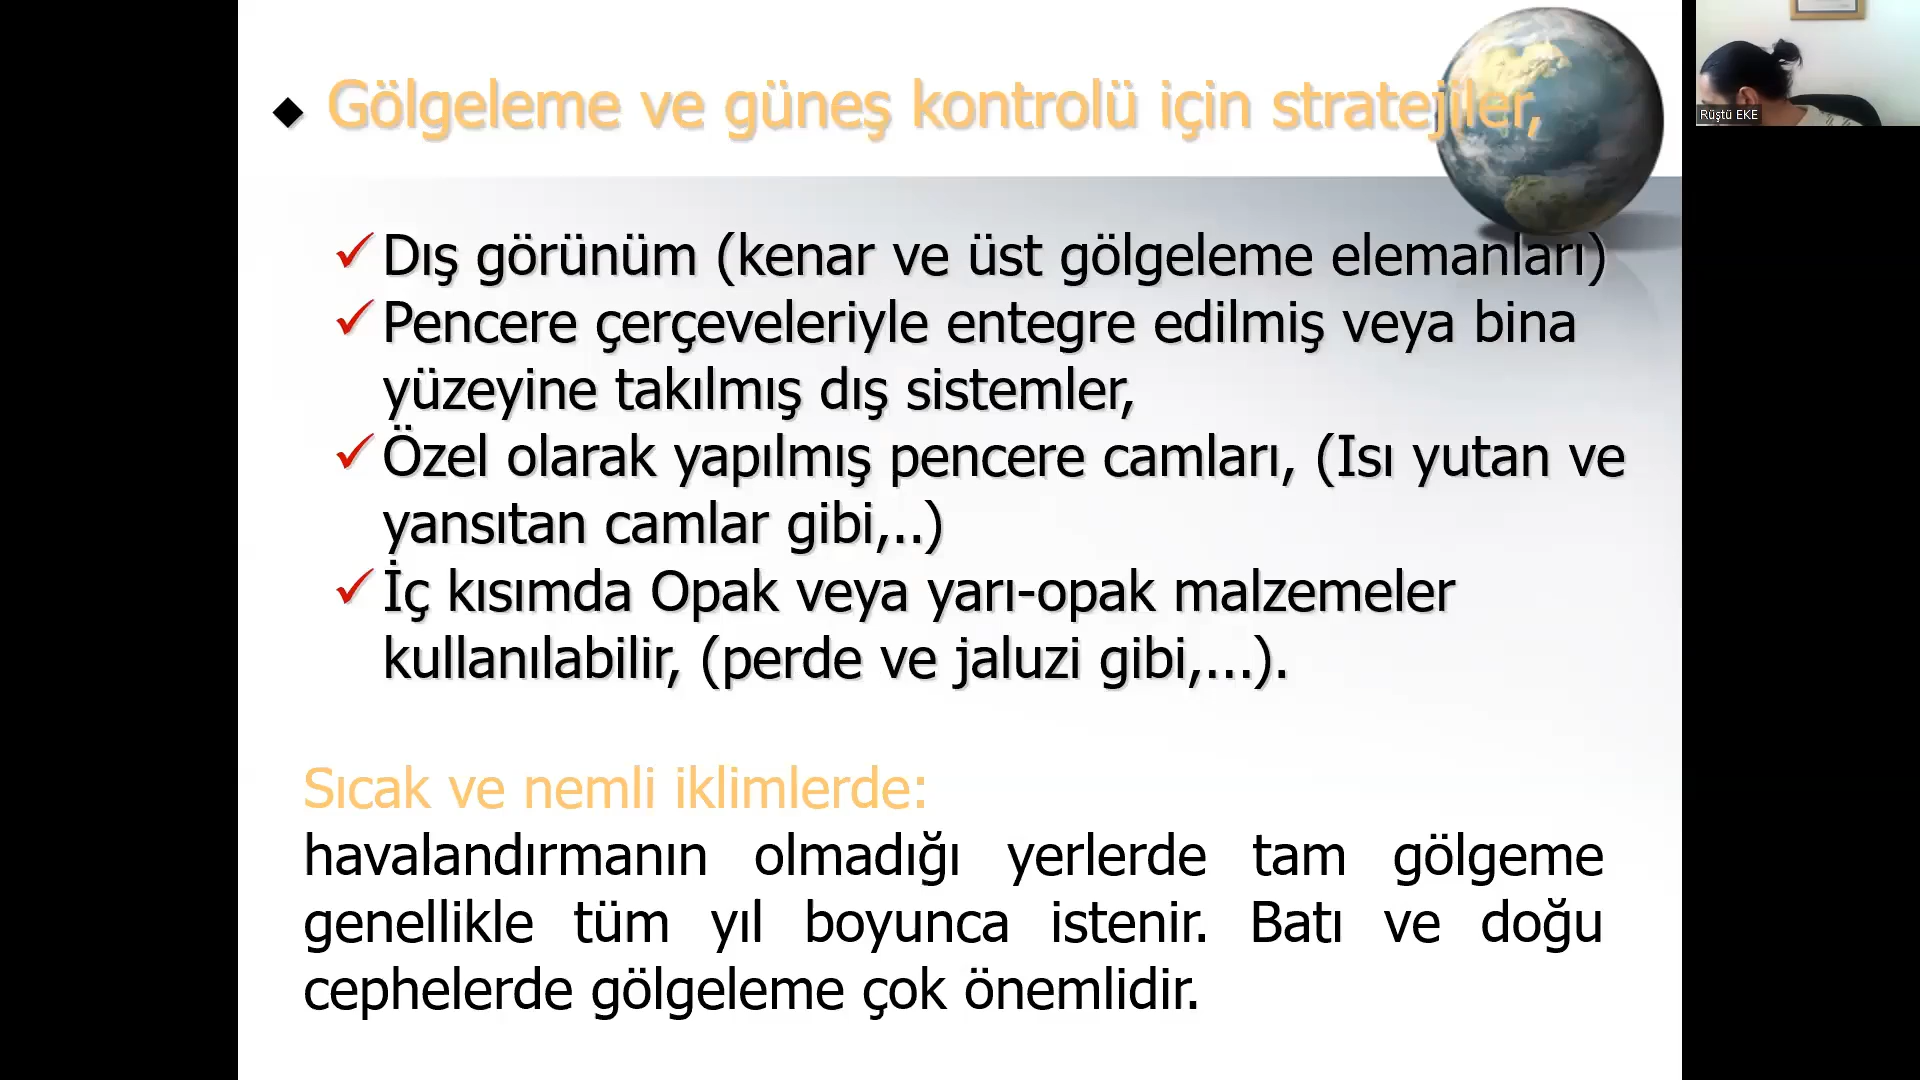 Gölgeleme ve güneş kontrolü için stratejiler,
Dış görünüm (kenar ve üst gölgeleme elemanları)
Pencere çerçeveleriyle entegre edilmiş veya bina
yüzeyine takılmış dış sistemler,
Özel olarak yapılmış pencere camları, (Isı yutan ve
yansıtan camlar gibi,..)
İç kısımda Opak veya yarı-opak malzemeler
kullanılabilir, (perde ve jaluzi gibi,...).
Sıcak ve nemli iklimlerde:
havalandırmanın olmadığı yerlerde tam gölgeme
genellikle tüm yıl boyunca istenir. Batı ve doğu
cephelerde gölgeleme çok önemlidir.
Rüştü EKE